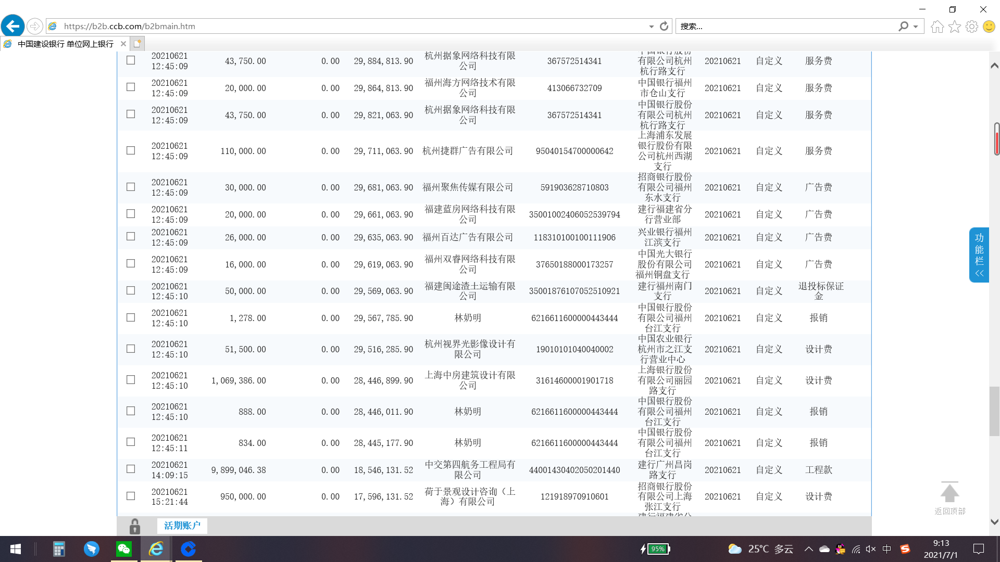 https://b2b.ccb.com/b2bmain.htm
搜索...
中国建设银行 单位网上银行
20210621 12:45:09 43,750.00 0.00 29,884,813.90 杭州据象网络科技有限公司 367572514341 中国银行股份有限公司杭州杭行路支行 20210621 自定义 服务费
20210621 12:45:09 20,000.00 0.00 29,864,813.90 福州海方网络技术有限公司 413066732709 中国银行福州市仓山支行 20210621 自定义 服务费
20210621 12:45:09 43,750.00 0.00 29,821,063.90 杭州据象网络科技有限公司 367572514341 中国银行股份有限公司杭州杭行路支行 20210621 自定义 服务费
20210621 12:45:09 110,000.00 0.00 29,711,063.90 杭州捷群广告有限公司 95040154700000642 上海浦东发展银行股份有限公司杭州西湖支行 20210621 自定义 服务费
20210621 12:45:09 30,000.00 0.00 29,681,063.90 福州聚焦传媒有限公司 591903628710803 招商银行股份有限公司福州东水支行 20210621 自定义 广告费
20210621 12:45:09 20,000.00 0.00 29,661,063.90 福建蓝房网络科技有限公司 35001002406052539794 建行福建省分行营业部 20210621 自定义 广告费
20210621 12:45:09 26,000.00 0.00 29,635,063.90 福州百达广告有限公司 118310100100111906 兴业银行福州江滨支行 20210621 自定义 广告费
20210621 12:45:09 16,000.00 0.00 29,619,063.90 福州双睿网络科技有限公司 37650188000173257 中国光大银行股份有限公司福州铜盘支行 20210621 自定义 广告费
20210621 12:45:10 50,000.00 0.00 29,569,063.90 福建闽途渣土运输有限公司 35001876107052510921 建行福州南门支行 20210621 自定义 退投标保证金
20210621 12:45:10 1,278.00 0.00 29,567,785.90 林奶明 6216611600000443444 中国银行股份有限公司福州台江支行 20210621 自定义 报销
20210621 12:45:10 51,500.00 0.00 29,516,285.90 杭州视界光影像设计有限公司 19010101040040002 中国农业银行杭州市之江支行营业中心 20210621 自定义 设计费
20210621 12:45:10 1,069,386.00 0.00 28,446,899.90 上海中房建筑设计有限公司 31614600001901718 上海银行股份有限公司丽园路支行 20210621 自定义 设计费
20210621 12:45:10 888.00 0.00 28,446,011.90 林奶明 6216611600000443444 中国银行股份有限公司福州台江支行 20210621 自定义 报销
20210621 12:45:11 834.00 0.00 28,445,177.90 林奶明 6216611600000443444 中国银行股份有限公司福州台江支行 20210621 自定义 报销
20210621 14:09:15 9,899,046.38 0.00 18,546,131.52 中交第四航务工程局有限公司 44001430402050201440 建行广州昌岗路支行 20210621 自定义 工程款
20210621 15:21:44 950,000.00 0.00 17,596,131.52 荷于景观设计咨询（上海）有限公司 121918970910601 招商银行股份有限公司上海张江支行 20210621 自定义 设计费
建行福建省分
功能栏
<<
返回顶部
活期账户
95%
25℃ 多云
中
9:13
2021/7/1